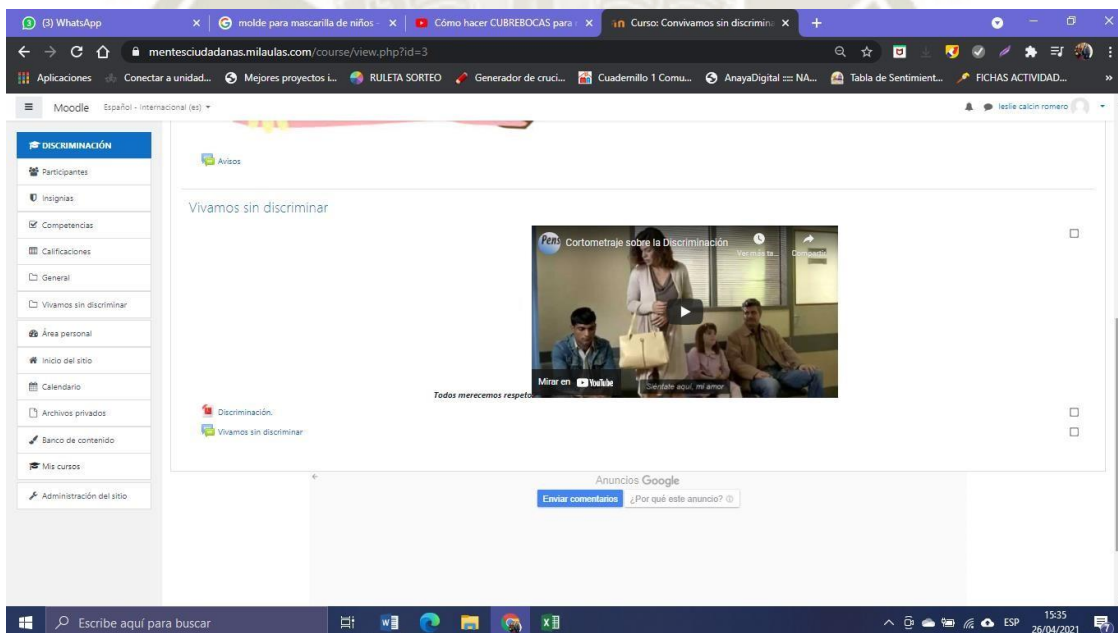 (3) WhatsApp
molde para mascarilla de niños -
Cómo hacer CUBREBOCAS para
Curso: Convivamos sin discrimina
mentesciudadanas.milaulas.com/course/view.php?id=3
Aplicaciones
Conectar a unidad...
Mejores proyectos i...
RULETA SORTEO
Generador de cruci...
Cuadernillo 1 Comu...
AnayaDigital :::: NA...
Tabla de Sentimient...
FICHAS ACTIVIDAD...
»
Moodle Español - Internacional (es)
leslie calcin romero
DISCRIMINACIÓN
Participantes
Insignias
Competencias
Calificaciones
General
Vivamos sin discriminar
Área personal
Inicio del sitio
Calendario
Archivos privados
Banco de contenido
Mis cursos
Administración del sitio
Avisos
Vivamos sin discriminar
Pens Cortometraje sobre la Discriminación
Ver más ta...
Compartir
Mirar en YouTube
Siéntate aquí, mi amor
Todos merecemos respeto
Discriminación.
Vivamos sin discriminar
Anuncios Google
Enviar comentarios
¿Por qué este anuncio?
Escribe aquí para buscar
ESP
15:35
26/04/2021